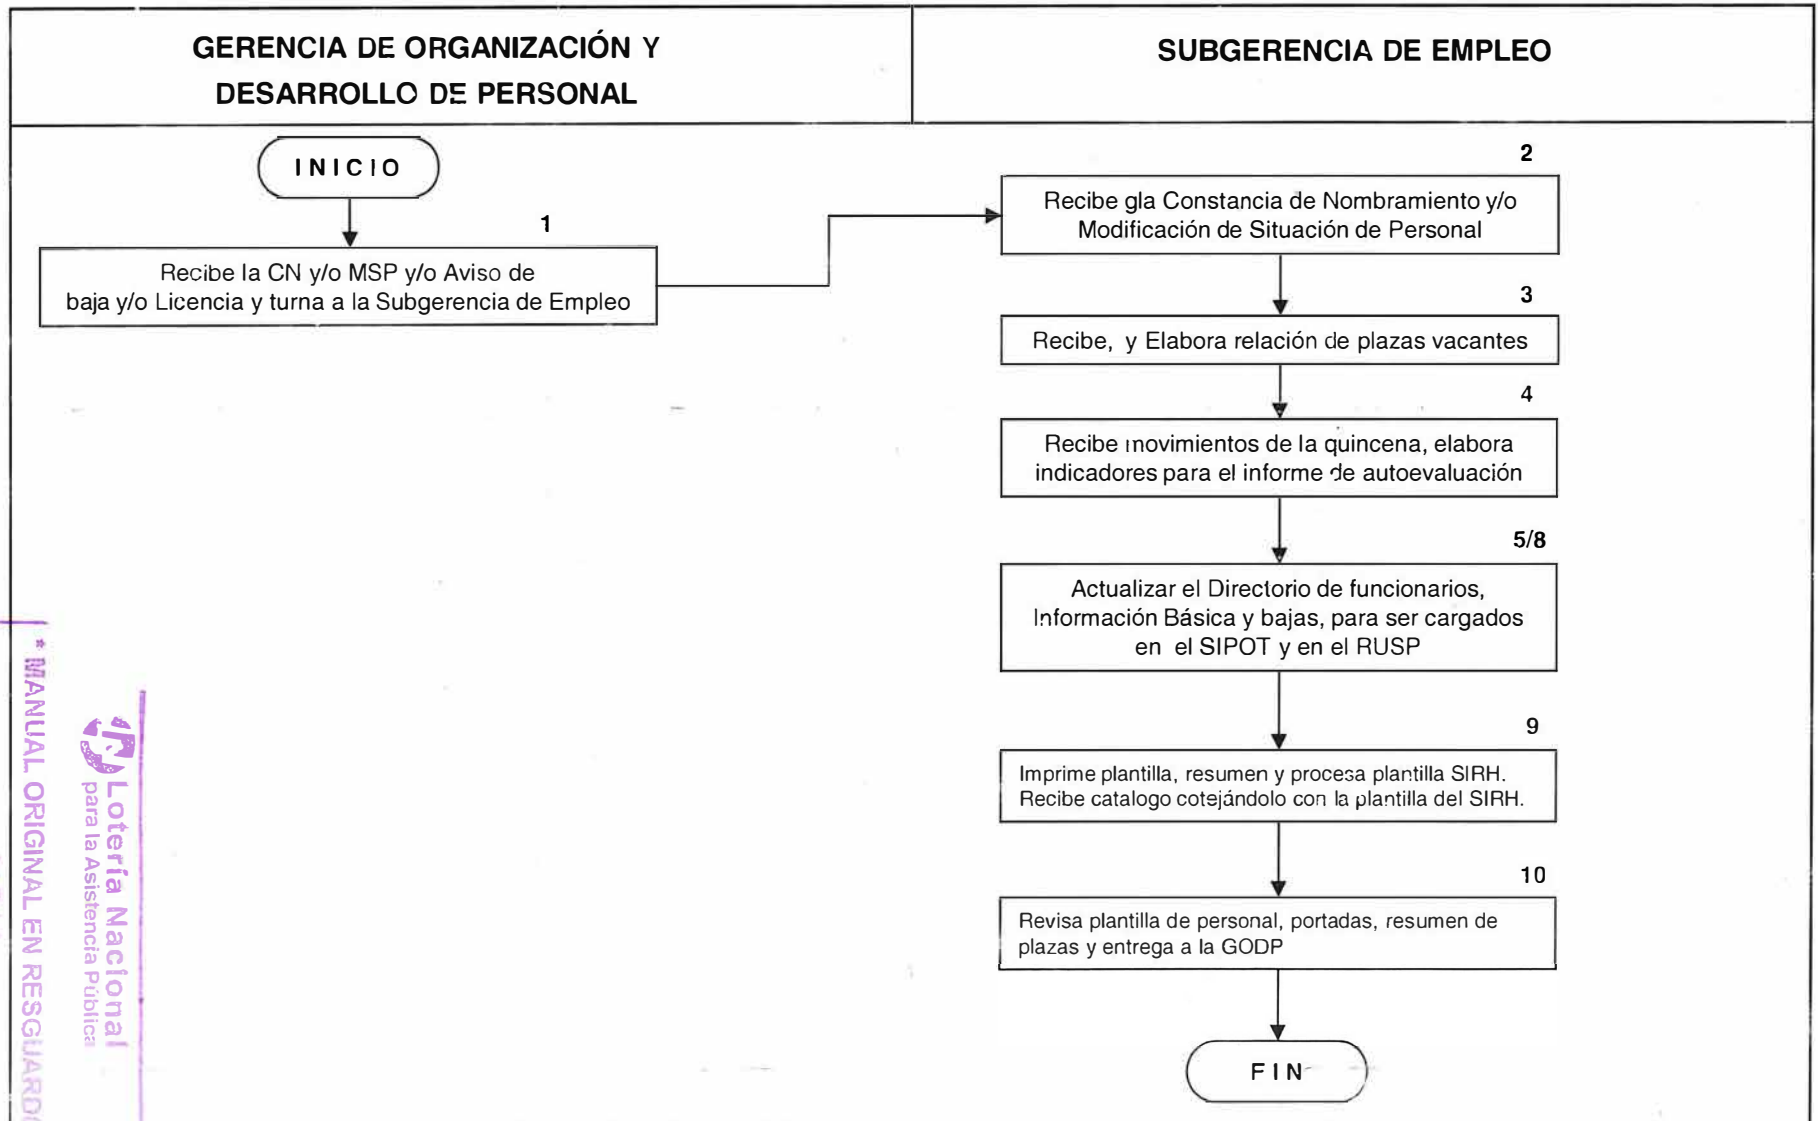 GERENCIA DE ORGANIZACIÓN Y
DESARROLLO DE PERSONAL
SUBGERENCIA DE EMPLEO
INICIO
1
Recibe la CN y/o MSP y/o Aviso de
baja y/o Licencia y turna a la Subgerencia de Empleo
2
Recibe gla Constancia de Nombramiento y/o
Modificación de Situación de Personal
3
Recibe, y Elabora relación de plazas vacantes
4
Recibe movimientos de la quincena, elabora
indicadores para el informe de autoevaluación
5/8
Actualizar el Directorio de funcionarios,
Información Básica y bajas, para ser cargados
en el SIPOT y en el RUSP
9
Imprime plantilla, resumen y procesa plantilla SIRH.
Recibe catalogo cotejándolo con la plantilla del SIRH.
10
Revisa plantilla de personal, portadas, resumen de
plazas y entrega a la GODP
FIN
Lotería Nacional
para la Asistencia Pública
* MANUAL ORIGINAL EN RESGUARDO